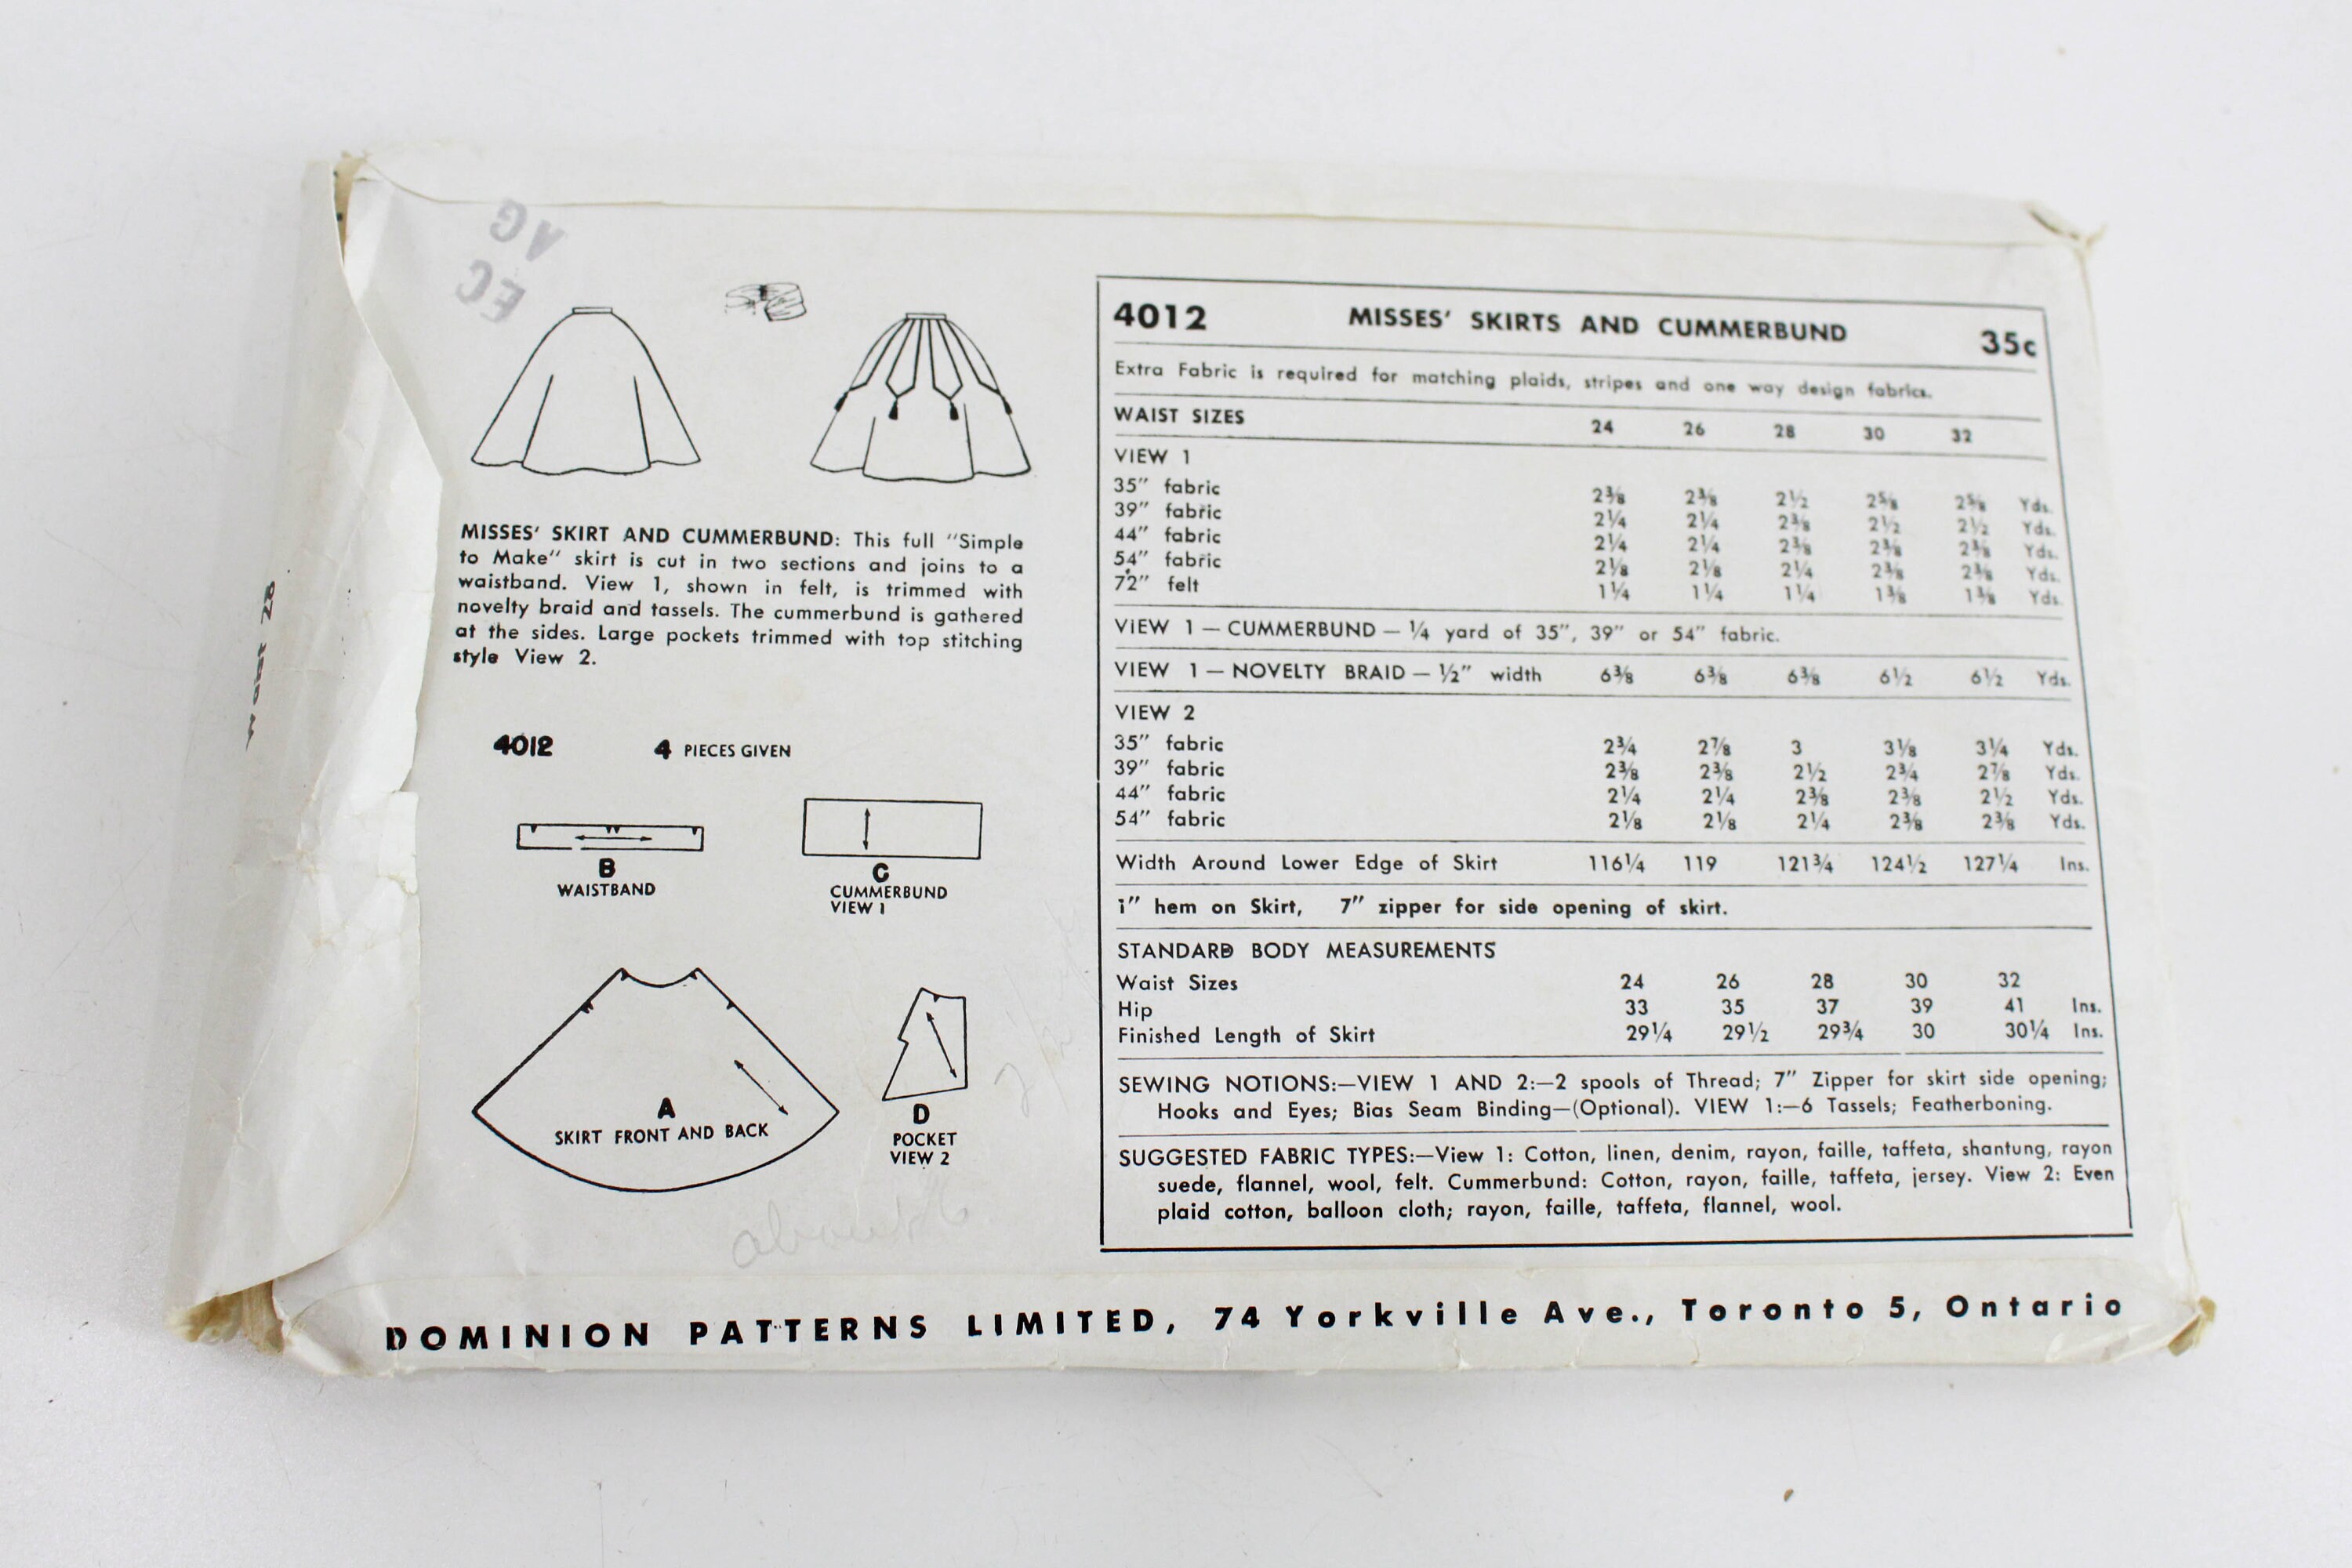 AG
EC
Waist 28
MISSES' SKIRT AND CUMMERBUND: This full "Simple
to Make" skirt is cut in two sections and joins to a
waistband. View 1, shown in felt, is trimmed with
novelty braid and tassels. The cummerbund is gathered
at the sides. Large pockets trimmed with top stitching
style View 2.
4012 4 PIECES GIVEN
B
WAISTBAND
C
CUMMERBUND
VIEW 1
A
SKIRT FRONT AND BACK
D
POCKET
VIEW 2
about
4012 MISSES' SKIRTS AND CUMMERBUND 35c
Extra Fabric is required for matching plaids, stripes and one way design fabrics.
WAIST SIZES 24 26 28 30 32
VIEW 1
35" fabric 2⅜ 2⅜ 2½ 2⅝ 2⅝ Yds.
39" fabric 2¼ 2¼ 2⅜ 2½ 2½ Yds.
44" fabric 2¼ 2¼ 2⅜ 2⅜ 2⅜ Yds.
54" fabric 2⅛ 2⅛ 2¼ 2⅜ 2⅜ Yds.
72" felt 1¼ 1¼ 1¼ 1⅜ 1⅜ Yds.
VIEW 1 — CUMMERBUND — ¼ yard of 35", 39" or 54" fabric.
VIEW 1 — NOVELTY BRAID — ½" width 6⅜ 6⅜ 6⅜ 6½ 6½ Yds.
VIEW 2
35" fabric 2¾ 2⅞ 3 3⅛ 3¼ Yds.
39" fabric 2⅜ 2⅜ 2½ 2¾ 2⅞ Yds.
44" fabric 2¼ 2¼ 2⅜ 2⅜ 2½ Yds.
54" fabric 2⅛ 2⅛ 2¼ 2⅜ 2⅜ Yds.
Width Around Lower Edge of Skirt 116¼ 119 121¾ 124½ 127¼ Ins.
1" hem on Skirt, 7" zipper for side opening of skirt.
STANDARD BODY MEASUREMENTS
Waist Sizes 24 26 28 30 32
Hip 33 35 37 39 41 Ins.
Finished Length of Skirt 29¼ 29½ 29¾ 30 30¼ Ins.
SEWING NOTIONS:—VIEW 1 AND 2:—2 spools of Thread; 7" Zipper for skirt side opening;
Hooks and Eyes; Bias Seam Binding—(Optional). VIEW 1:—6 Tassels; Featherboning.
SUGGESTED FABRIC TYPES:—View 1: Cotton, linen, denim, rayon, faille, taffeta, shantung, rayon
suede, flannel, wool, felt. Cummerbund: Cotton, rayon, faille, taffeta, jersey. View 2: Even
plaid cotton, balloon cloth; rayon, faille, taffeta, flannel, wool.
DOMINION PATTERNS LIMITED, 74 Yorkville Ave., Toronto 5, Ontario